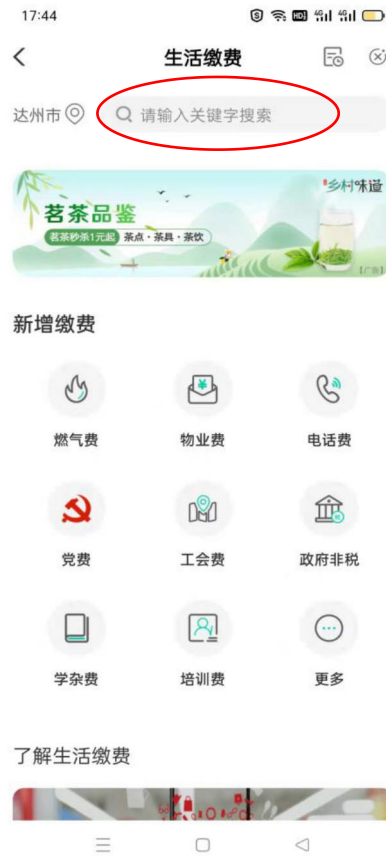 17:44
生活缴费
达州市
请输入关键字搜索
乡村味道
茗茶品鉴
茗茶秒杀1元起 茶点·茶具·茶饮
【广告】
新增缴费
燃气费 物业费 电话费
党费 工会费 政府非税
学杂费 培训费 更多
了解生活缴费